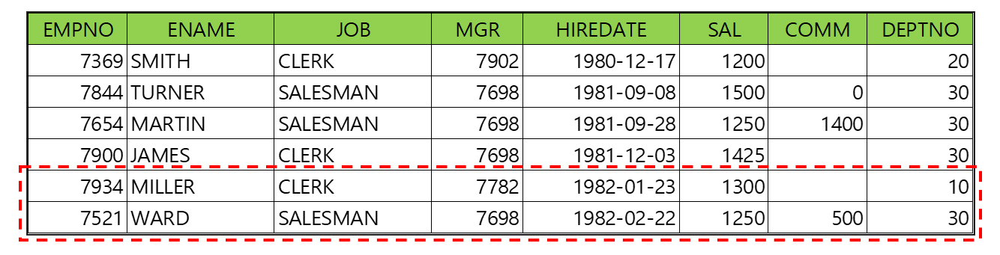 EMPNO ENAME JOB MGR HIREDATE SAL COMM DEPTNO
7369 SMITH CLERK 7902 1980-12-17 1200 20
7844 TURNER SALESMAN 7698 1981-09-08 1500 0 30
7654 MARTIN SALESMAN 7698 1981-09-28 1250 1400 30
7900 JAMES CLERK 7698 1981-12-03 1425 30
7934 MILLER CLERK 7782 1982-01-23 1300 10
7521 WARD SALESMAN 7698 1982-02-22 1250 500 30